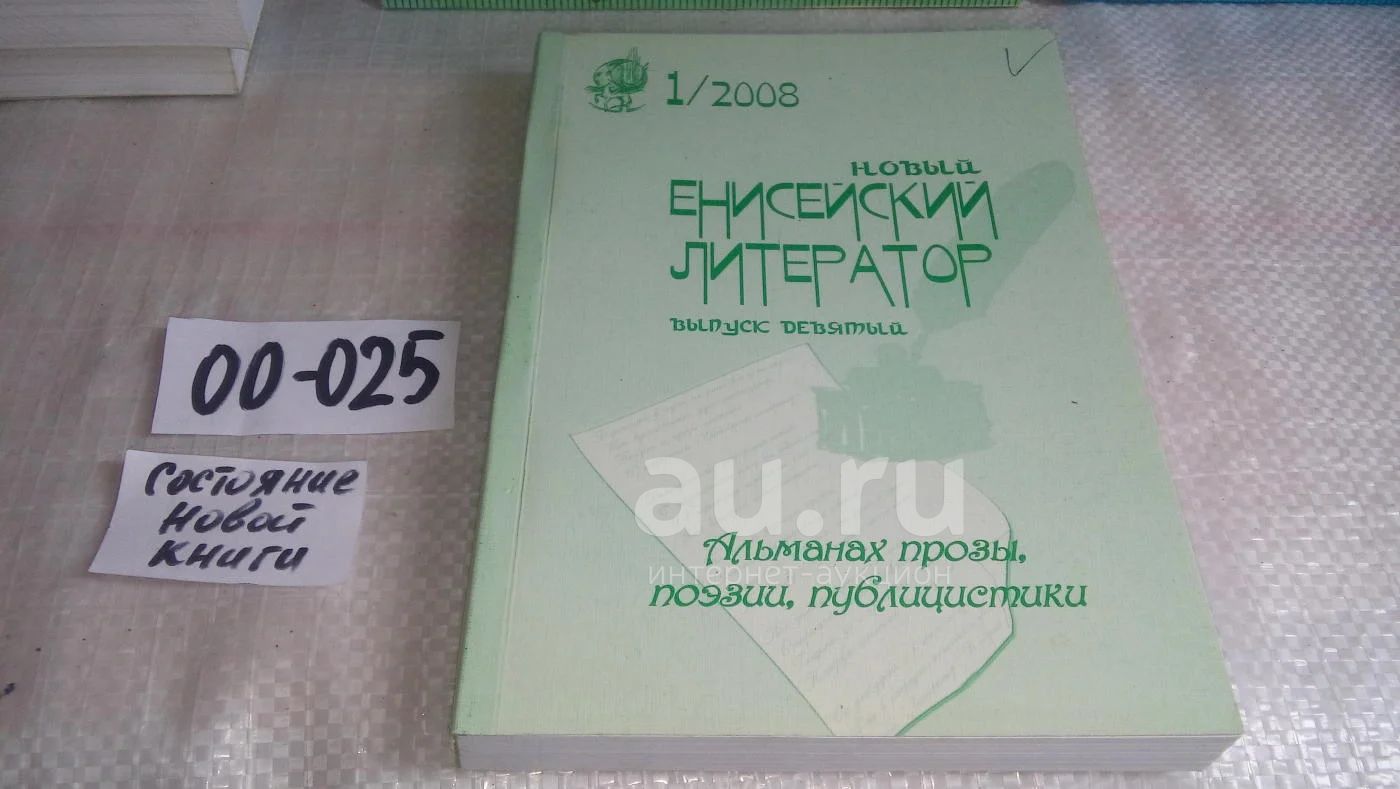 1/2008
НОВЫЙ
ЕНИСЕЙСКИЙ
ЛИТЕРАТОР
ВЫПУСК ДЕВЯТЫЙ
00-025
Состояние
Новой
книги
au.ru
интернет-аукцион
Альманах прозы,
поэзии, публицистики